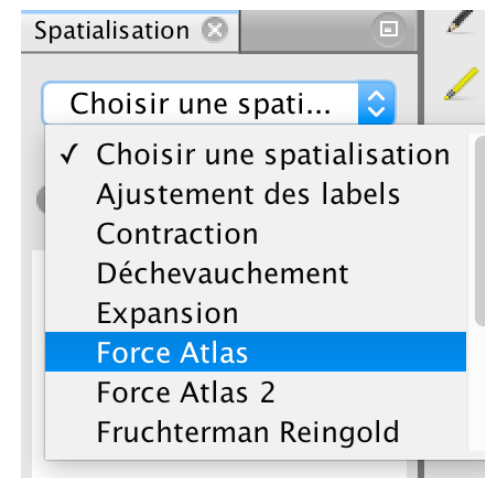 Spatialisation
Choisir une spati...
✓ Choisir une spatialisation
Ajustement des labels
Contraction
Déchevauchement
Expansion
Force Atlas
Force Atlas 2
Fruchterman Reingold